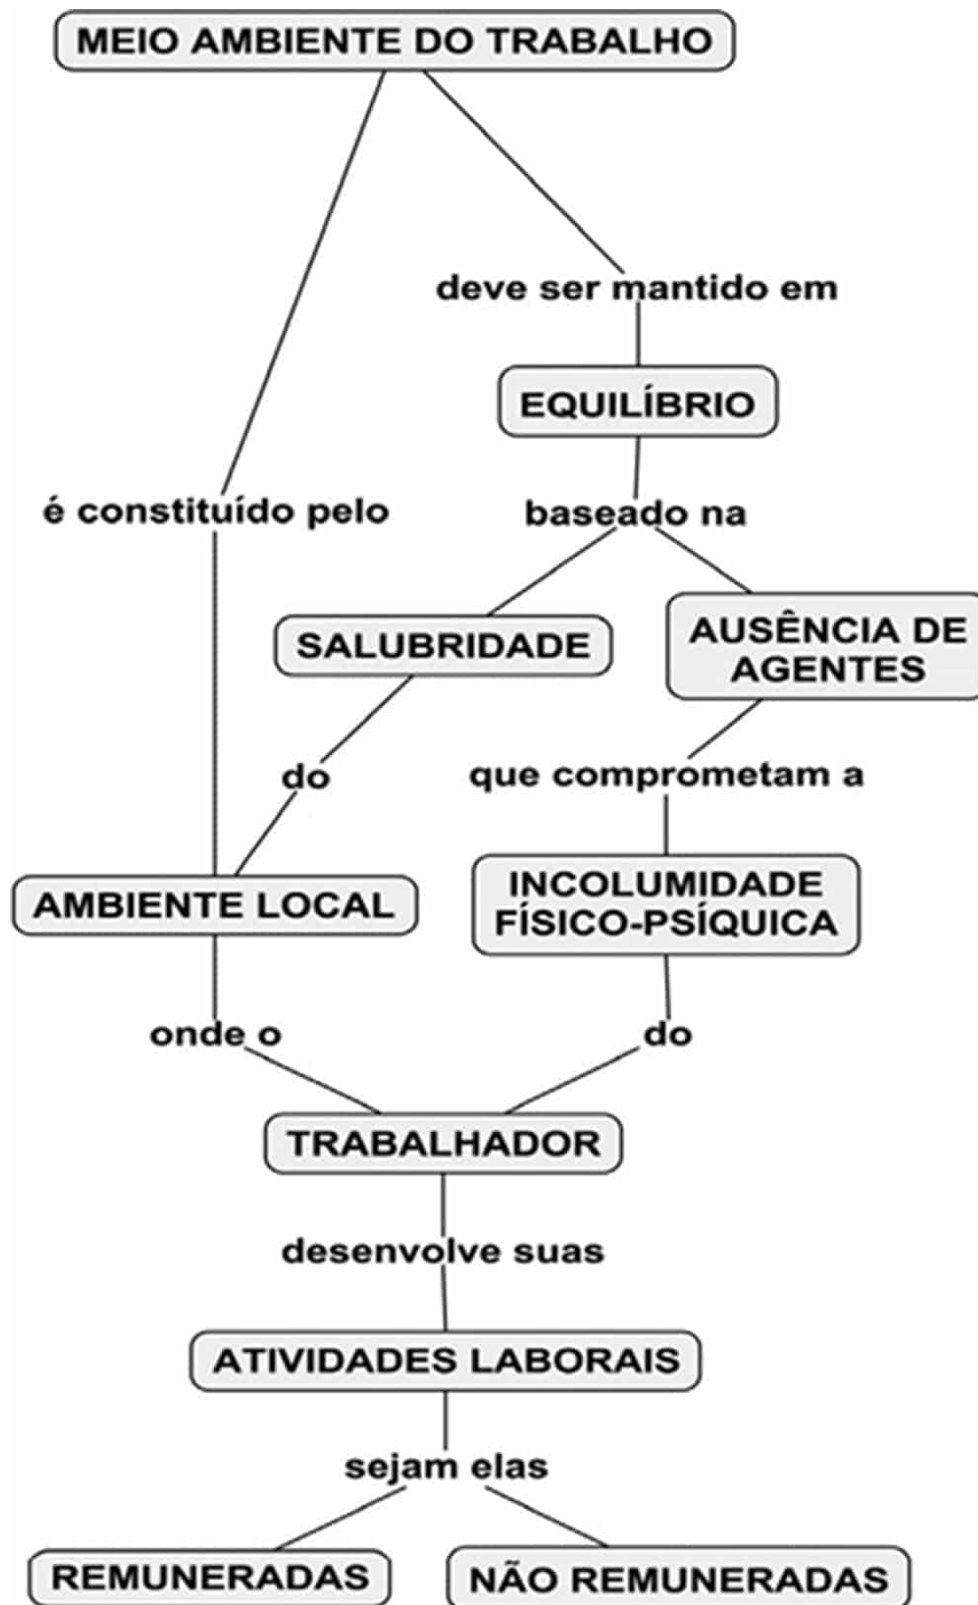 MEIO AMBIENTE DO TRABALHO
deve ser mantido em
EQUILÍBRIO
é constituído pelo
baseado na
SALUBRIDADE
AUSÊNCIA DE
AGENTES
do
que comprometam a
AMBIENTE LOCAL
INCOLUMIDADE
FÍSICO-PSÍQUICA
onde o
do
TRABALHADOR
desenvolve suas
ATIVIDADES LABORAIS
sejam elas
REMUNERADAS
NÃO REMUNERADAS